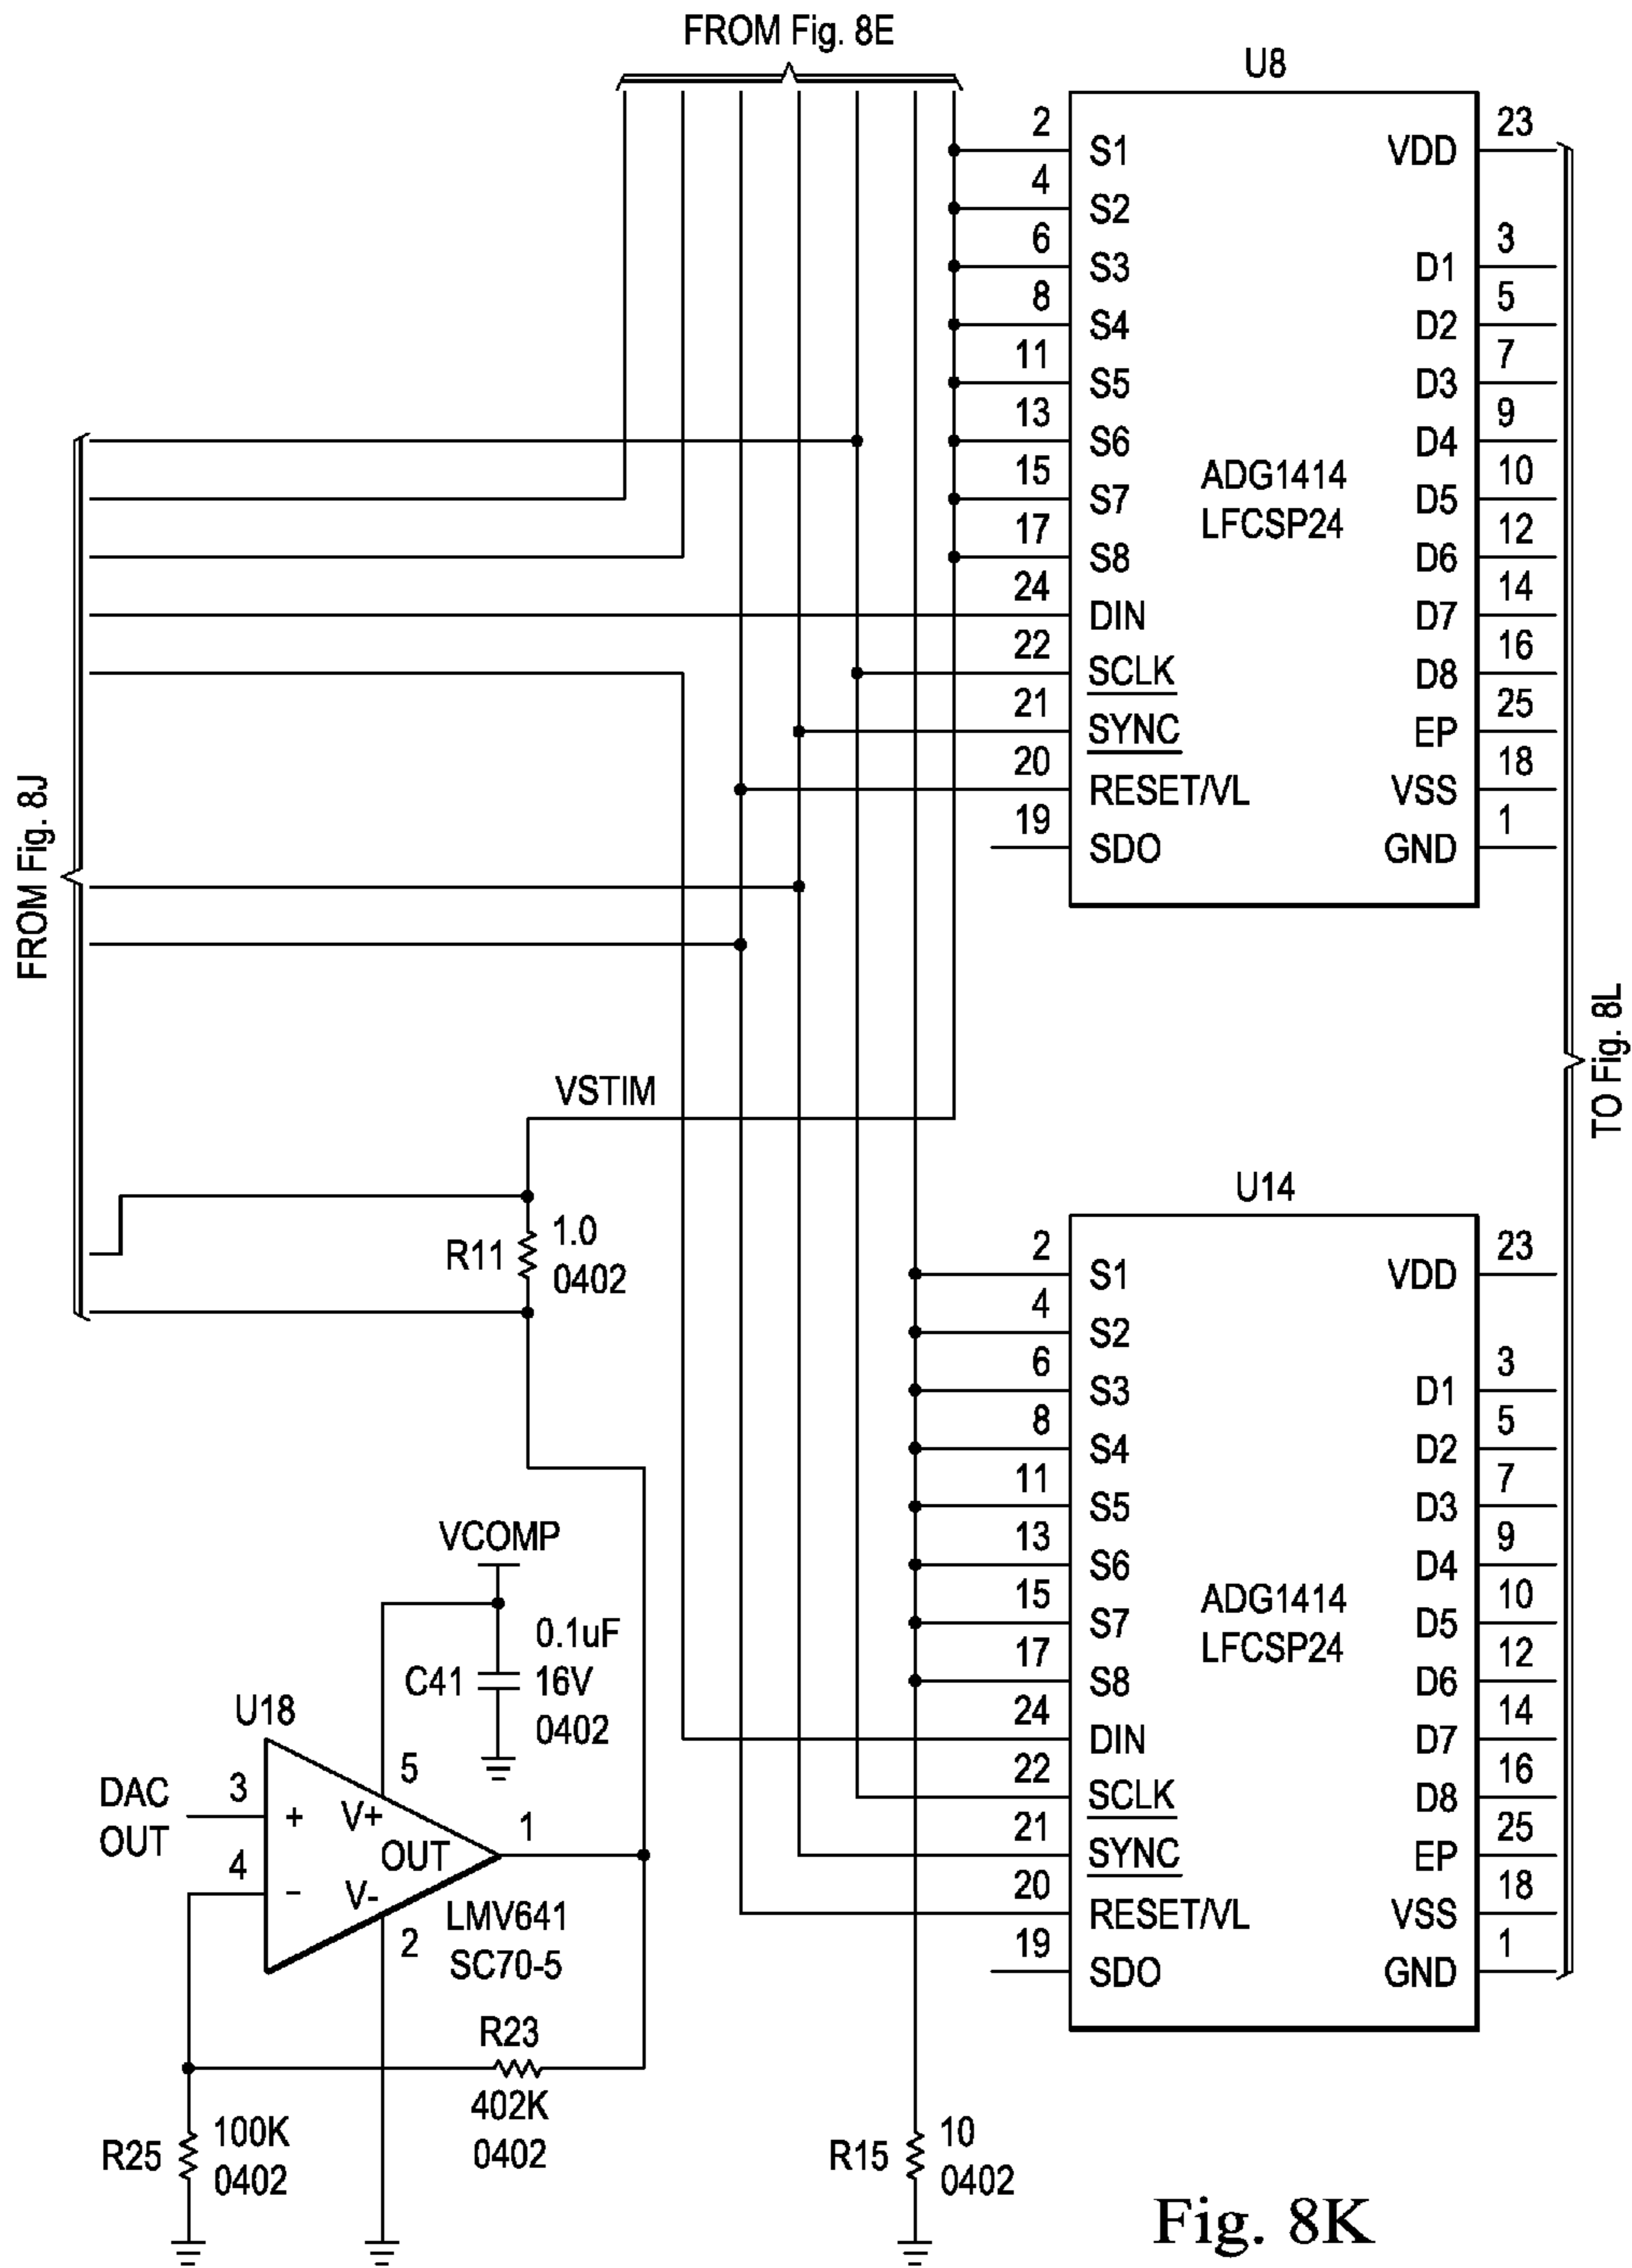 FROM Fig. 8E
U8
2 S1 VDD 23
4 S2
6 S3 D1 3
8 S4 D2 5
11 S5 D3 7
13 S6 D4 9
15 S7 D5 10
17 S8 D6 12
24 DIN D7 14
22 SCLK D8 16
21 SYNC EP 25
20 RESET/VL VSS 18
19 SDO GND 1
ADG1414
LFCSP24
FROM Fig. 8J
TO Fig. 8L
VSTIM
R11
1.0
0402
U14
2 S1 VDD 23
4 S2
6 S3 D1 3
8 S4 D2 5
11 S5 D3 7
13 S6 D4 9
15 S7 D5 10
17 S8 D6 12
24 DIN D7 14
22 SCLK D8 16
21 SYNC EP 25
20 RESET/VL VSS 18
19 SDO GND 1
ADG1414
LFCSP24
VCOMP
C41
0.1uF
16V
0402
U18
DAC
OUT
3 +
4 −
5
V+
OUT 1
V-
2
LMV641
SC70-5
R23
402K
0402
R25
100K
0402
R15
10
0402
Fig. 8K